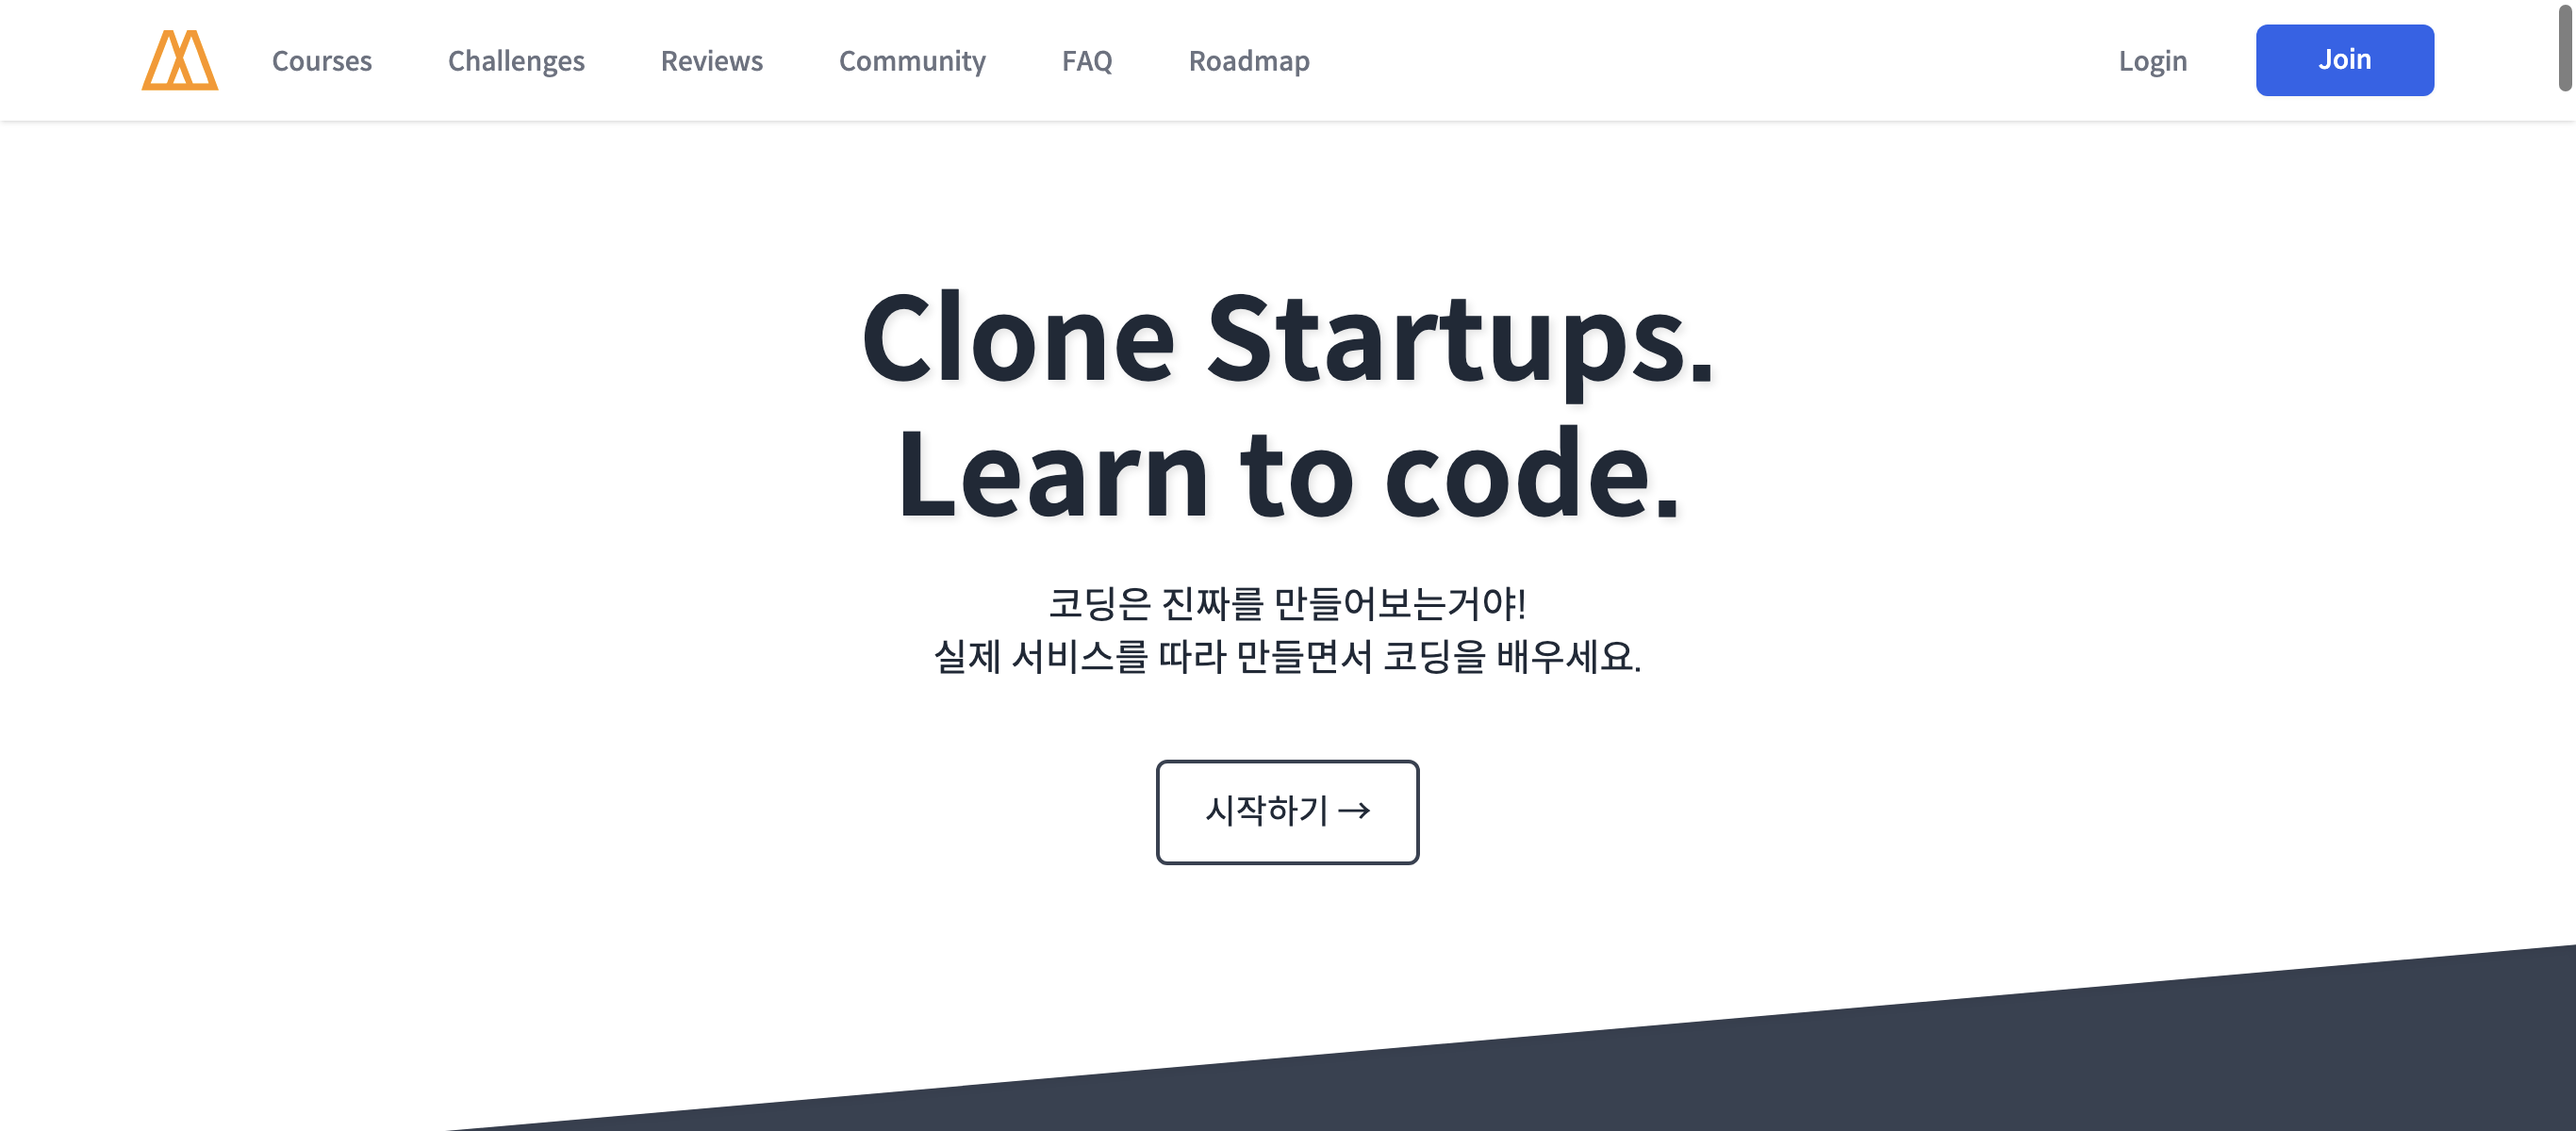 Courses Challenges Reviews Community FAQ Roadmap Login Join
Clone Startups.
Learn to code.
코딩은 진짜를 만들어보는거야!
실제 서비스를 따라 만들면서 코딩을 배우세요.
시작하기 →